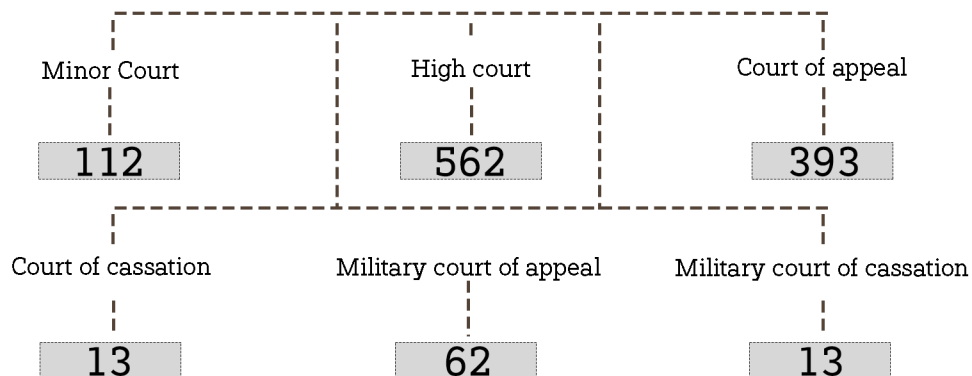 Minor Court
High court
Court of appeal
112
562
393
Court of cassation
Military court of appeal
Military court of cassation
13
62
13